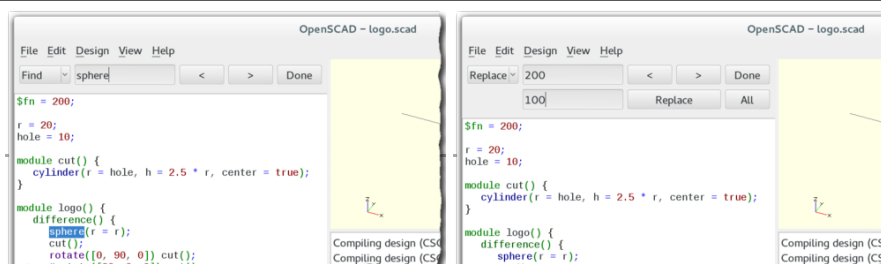 OpenSCAD – logo.scad
File Edit Design View Help
Find sphere < > Done
$fn = 200;
r = 20;
hole = 10;
module cut() {
cylinder(r = hole, h = 2.5 * r, center = true);
}
module logo() {
difference() {
sphere(r = r);
cut();
rotate([0, 90, 0]) cut();
Compiling design (CSG
Compiling design (CSG
OpenSCAD – logo.scad
File Edit Design View Help
Replace 200 < > Done
100 Replace All
$fn = 200;
r = 20;
hole = 10;
module cut() {
cylinder(r = hole, h = 2.5 * r, center = true);
}
module logo() {
difference() {
sphere(r = r);
Compiling design (CS
Compiling design (CS